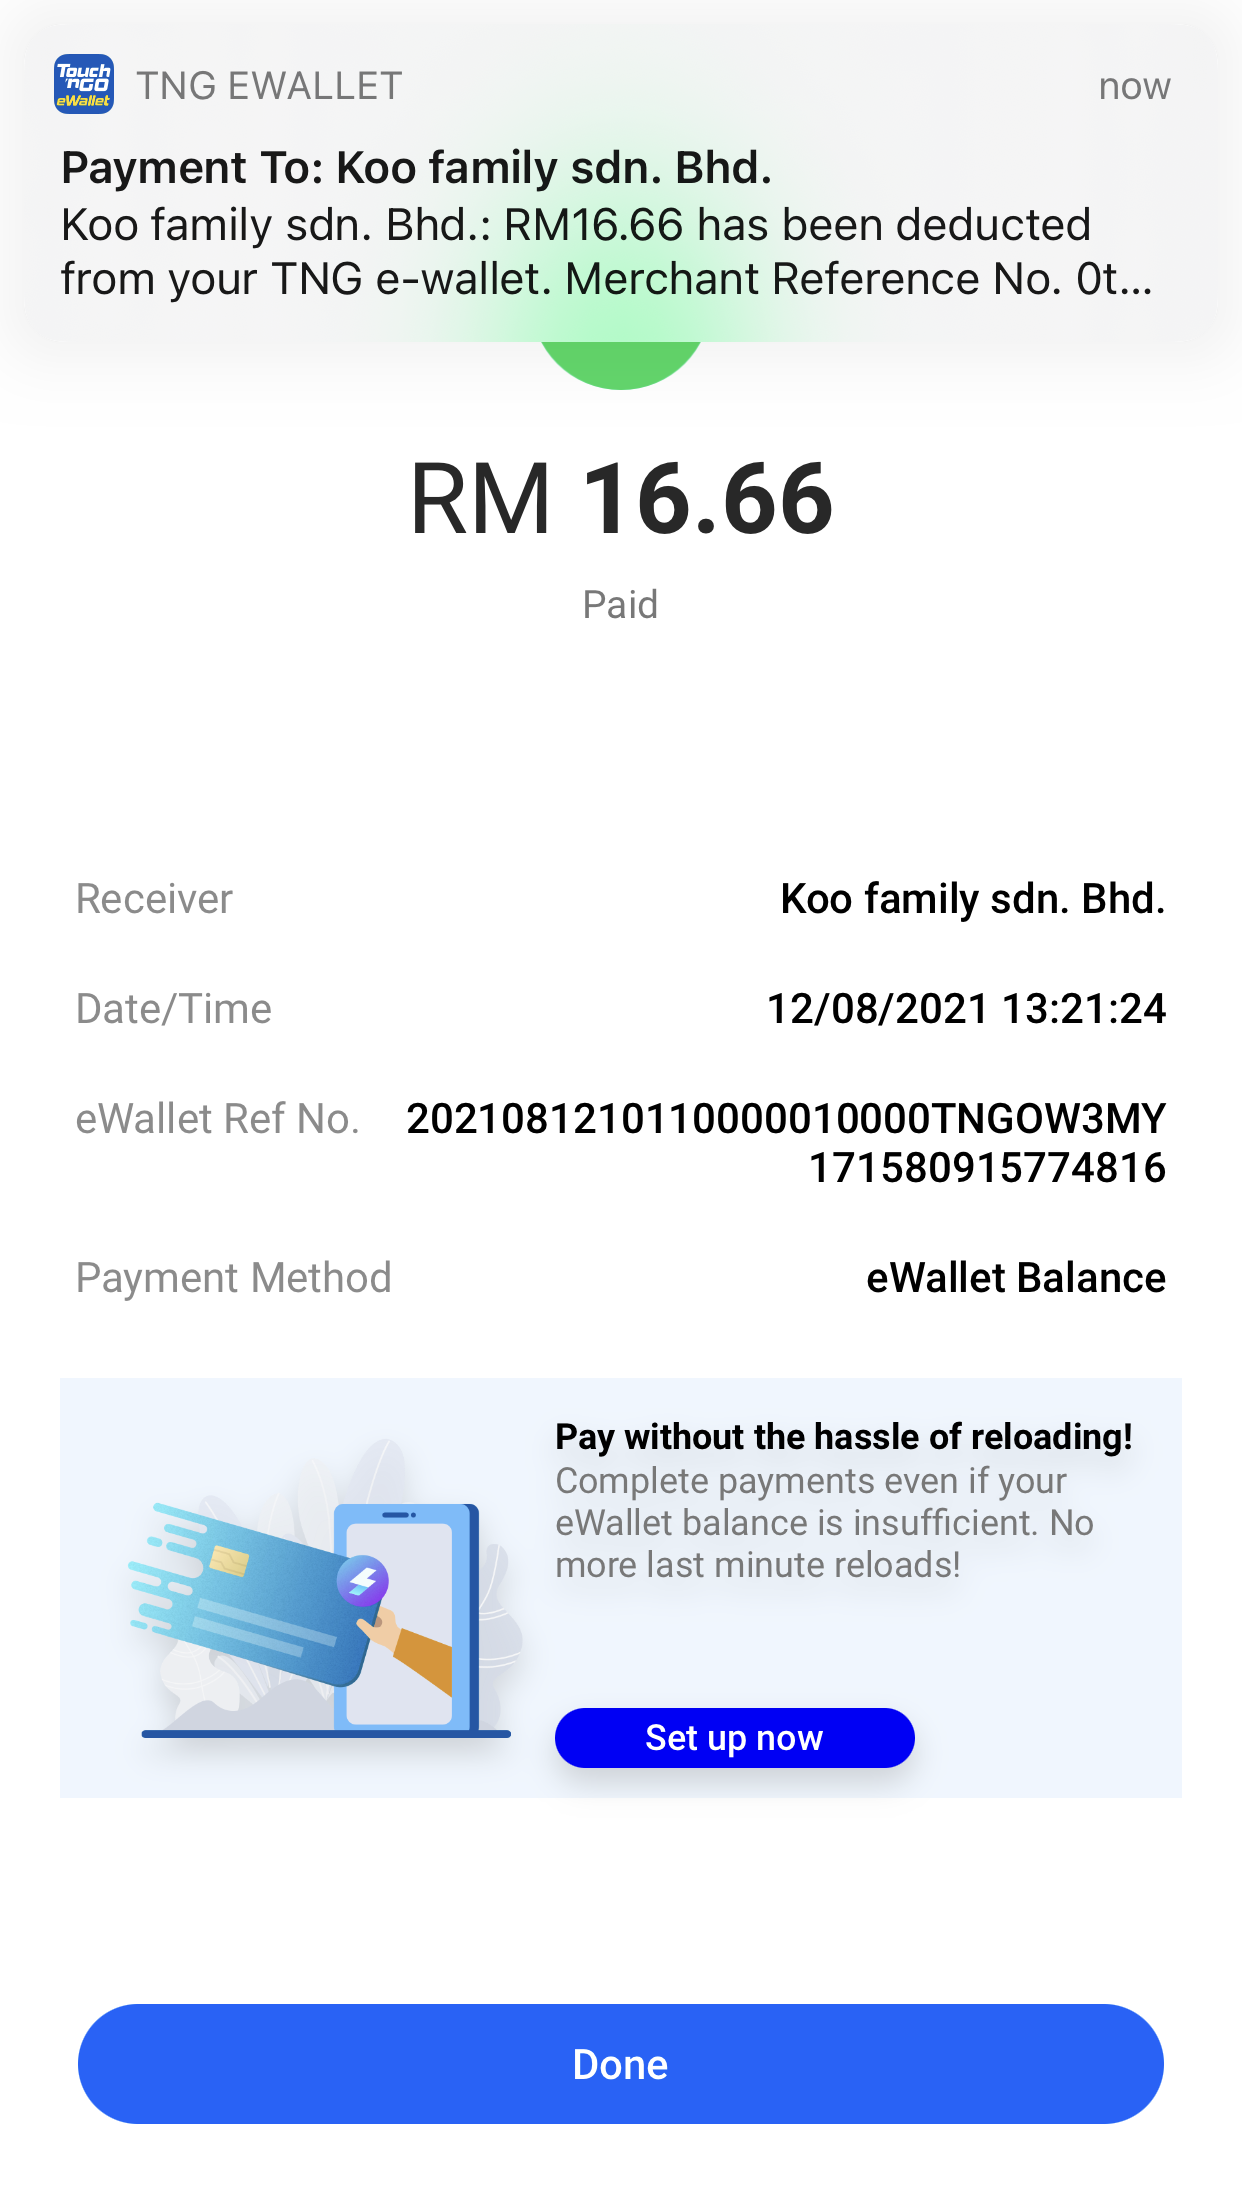 Touch
'nGO
eWallet
TNG EWALLET
now
Payment To: Koo family sdn. Bhd.
Koo family sdn. Bhd.: RM16.66 has been deducted
from your TNG e-wallet. Merchant Reference No. 0t...
RM 16.66
Paid
Receiver
Koo family sdn. Bhd.
Date/Time
12/08/2021 13:21:24
eWallet Ref No.
2021081210110000010000TNGOW3MY
171580915774816
Payment Method
eWallet Balance
Pay without the hassle of reloading!
Complete payments even if your
eWallet balance is insufficient. No
more last minute reloads!
Set up now
Done